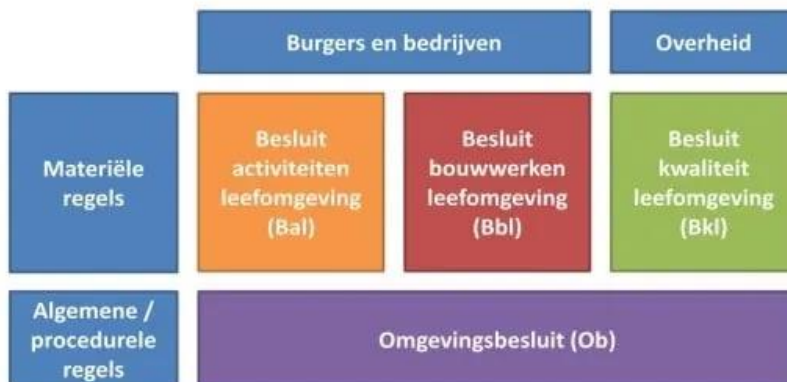 Burgers en bedrijven
Overheid
Materiële
regels
Besluit
activiteiten
leefomgeving
(Bal)
Besluit
bouwwerken
leefomgeving
(Bbl)
Besluit
kwaliteit
leefomgeving
(Bkl)
Algemene /
procedurele
regels
Omgevingsbesluit (Ob)